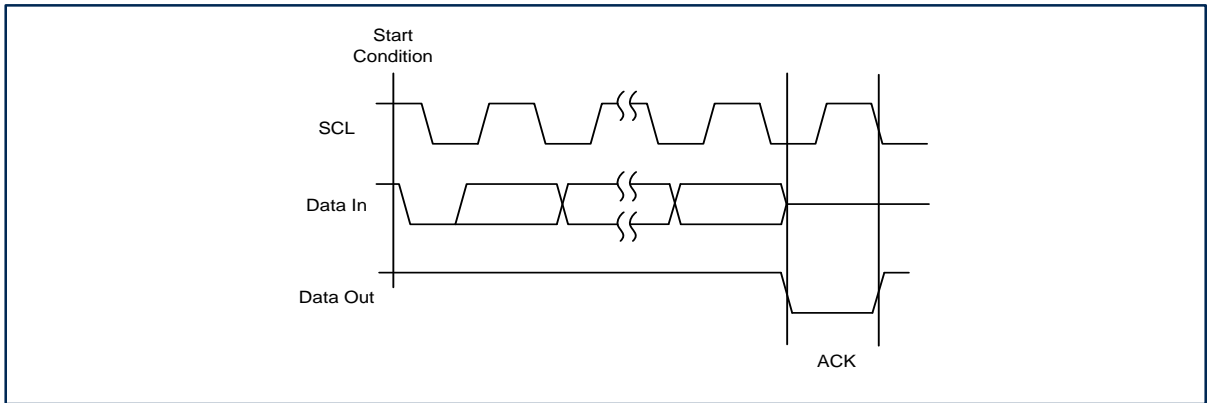 Start
Condition
SCL
Data In
Data Out
ACK